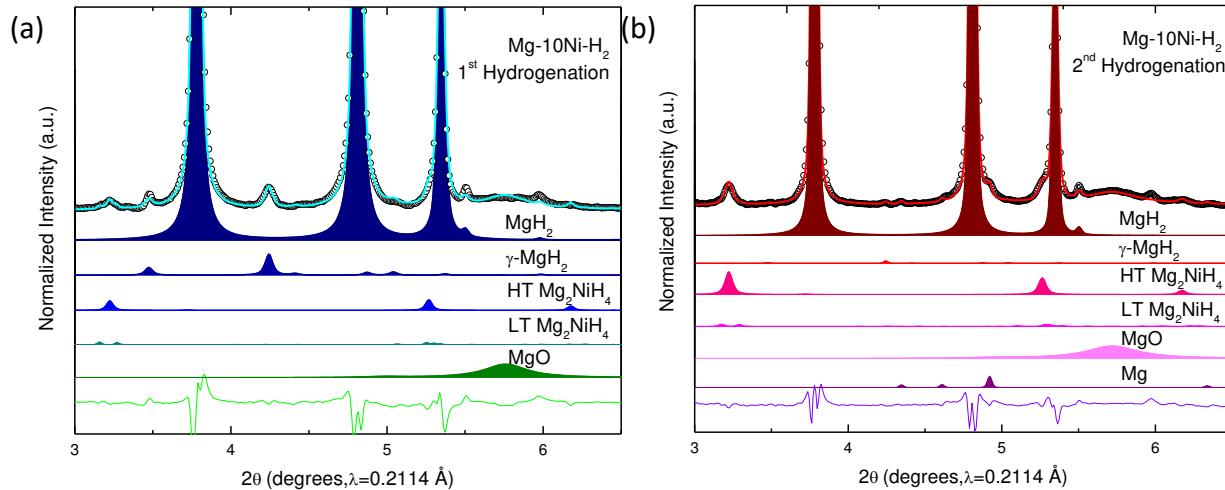 (a)
Mg-10Ni-H₂
1ˢᵗ Hydrogenation
Normalized Intensity (a.u.)
MgH₂
γ-MgH₂
HT Mg₂NiH₄
LT Mg₂NiH₄
MgO
3 4 5 6
2θ (degrees,λ=0.2114 Å)
(b)
Mg-10Ni-H₂
2ⁿᵈ Hydrogenation
Normalized Intensity (a.u.)
MgH₂
γ-MgH₂
HT Mg₂NiH₄
LT Mg₂NiH₄
MgO
Mg
3 4 5 6
2θ (degrees,λ=0.2114 Å)